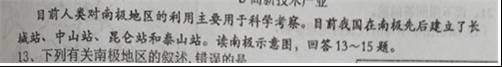 目前人类对南极地区的利用主要用于科学考察。目前我国在南极先后建立了长
城站、中山站、昆仑站和泰山站。读南极示意图，回答13～15题。
13、下列有关南极地区的叙述，错误的是